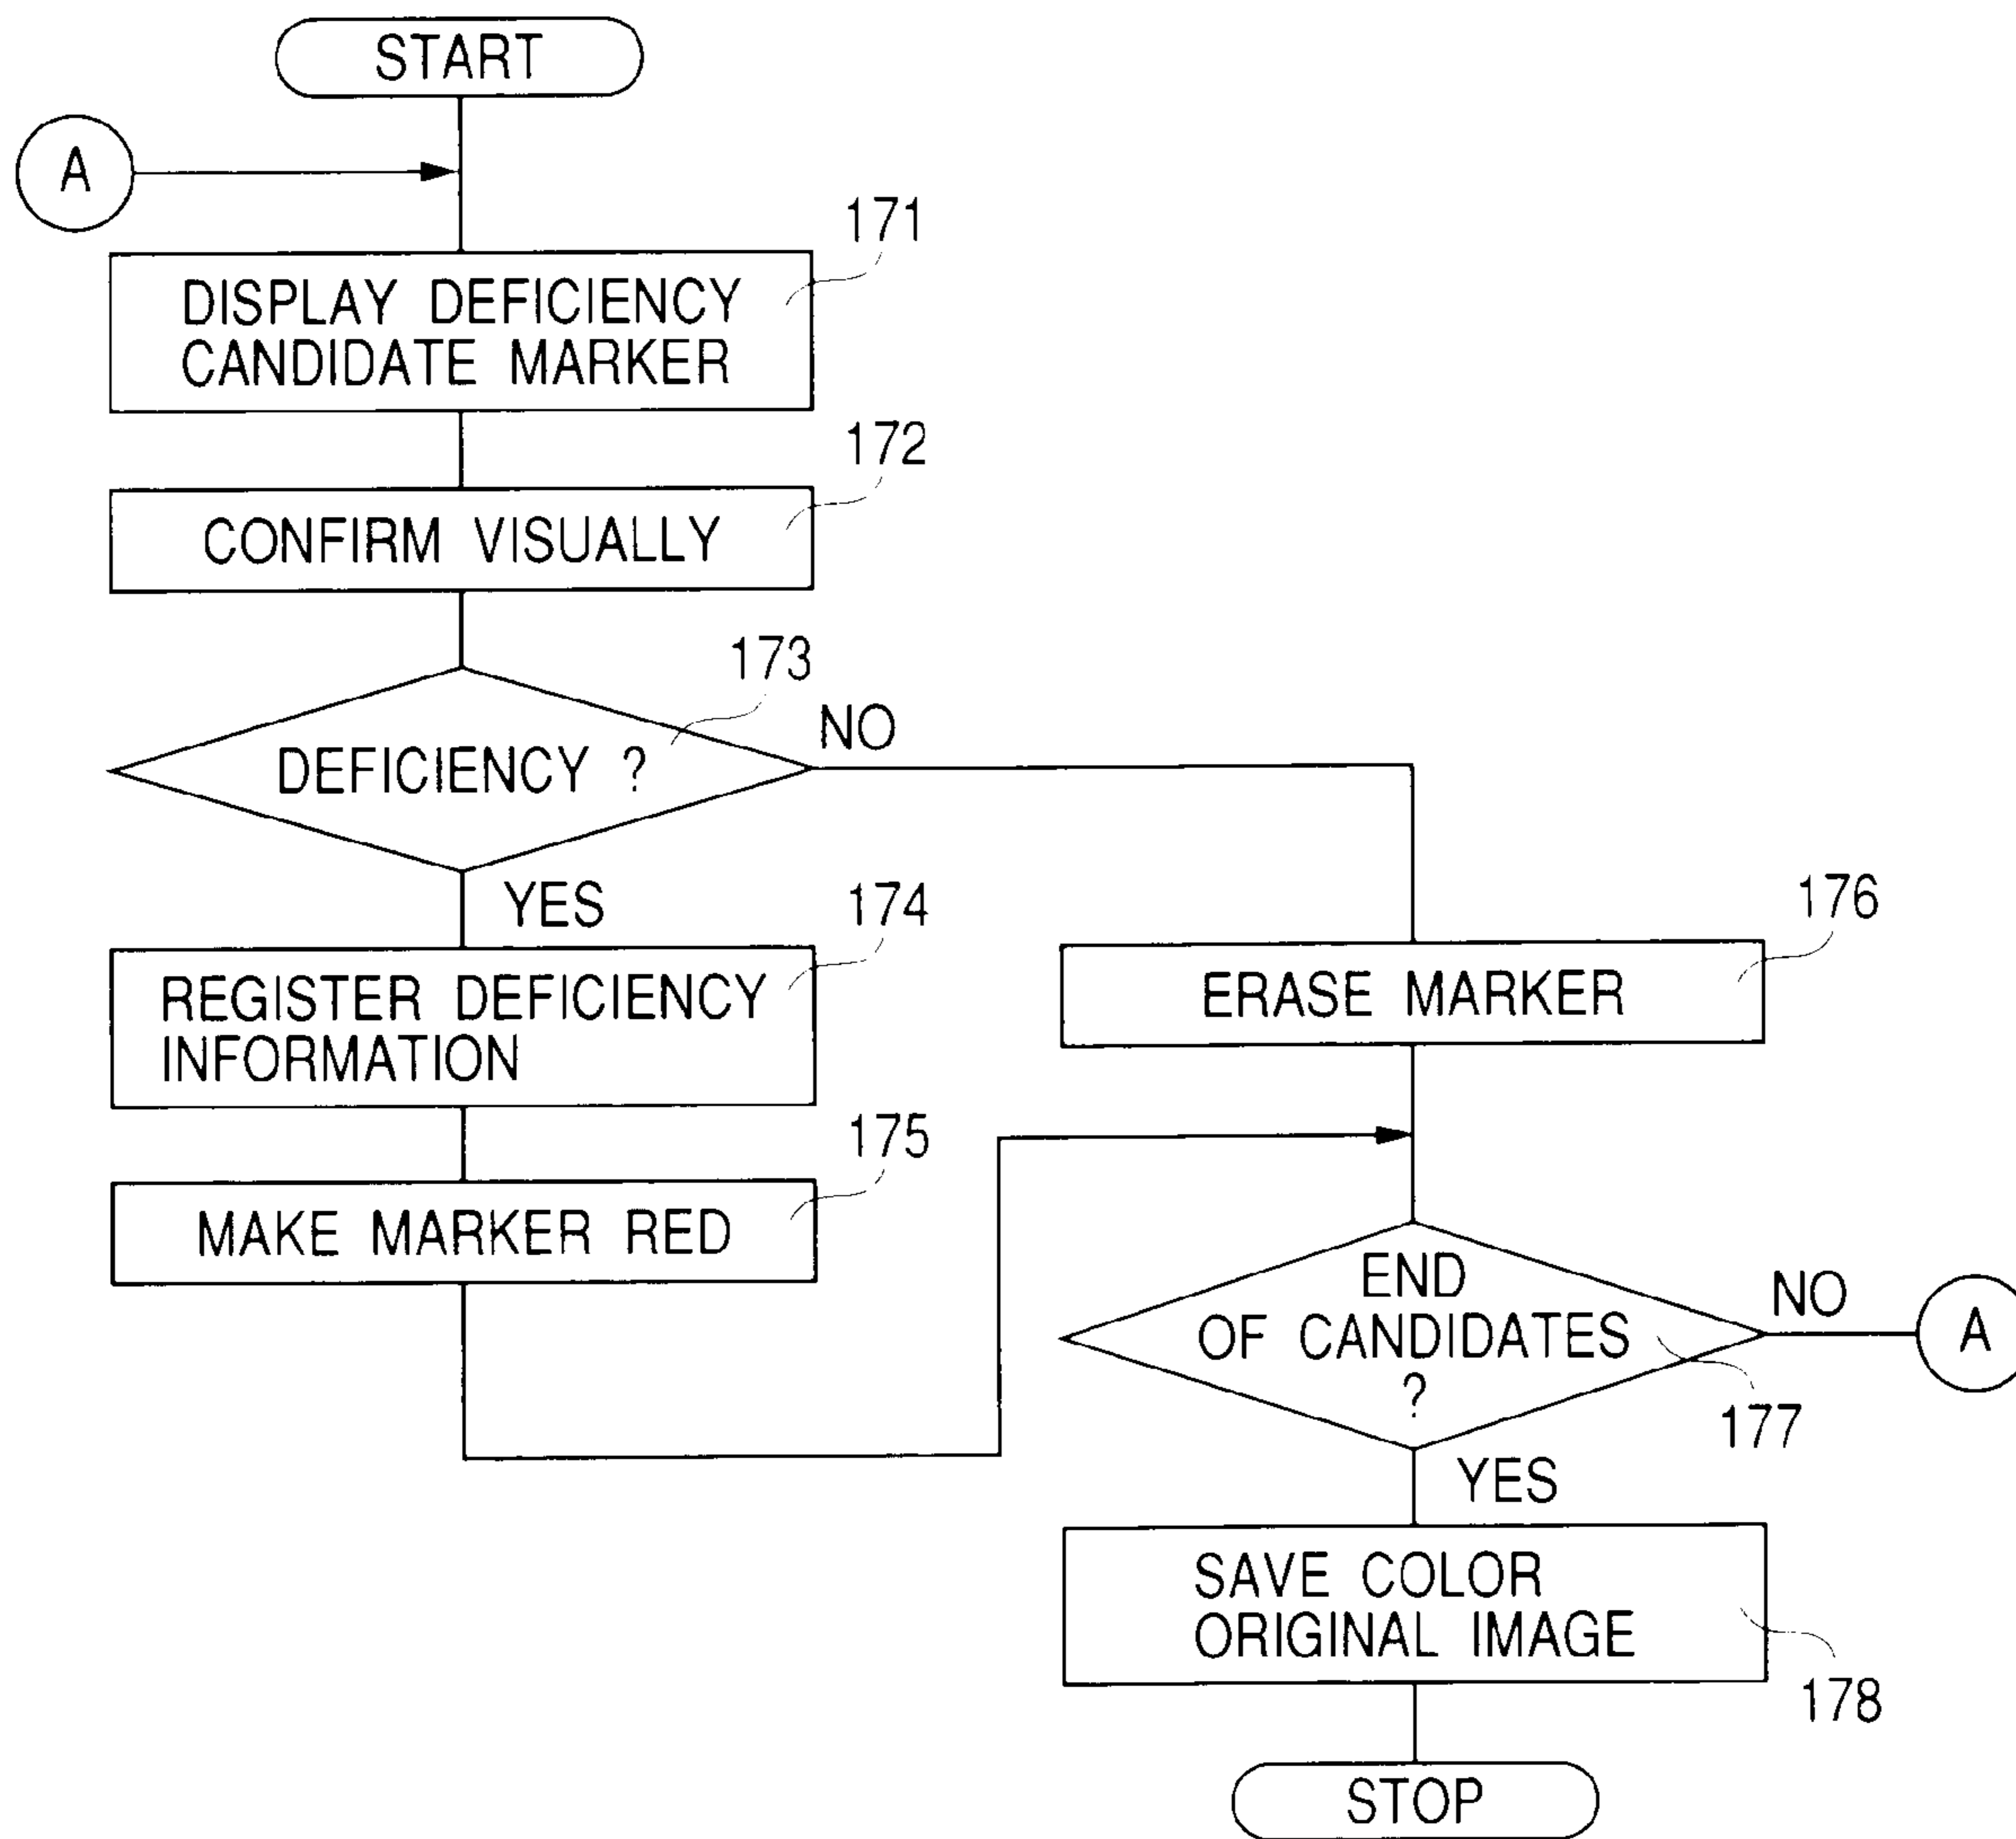 START
A
171
DISPLAY DEFICIENCY
CANDIDATE MARKER
172
CONFIRM VISUALLY
173
DEFICIENCY ?
NO
YES
174
REGISTER DEFICIENCY
INFORMATION
175
MAKE MARKER RED
176
ERASE MARKER
END
OF CANDIDATES
?
177
NO
A
YES
SAVE COLOR
ORIGINAL IMAGE
178
STOP